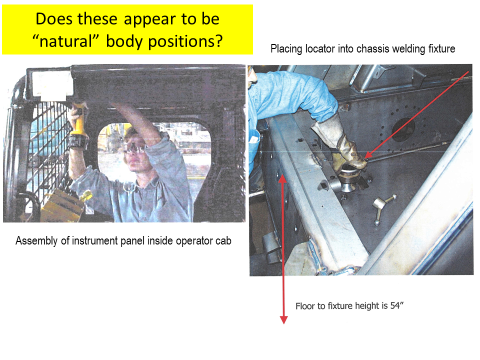 Does these appear to be
“natural” body positions?
Placing locator into chassis welding fixture
Assembly of instrument panel inside operator cab
Floor to fixture height is 54”